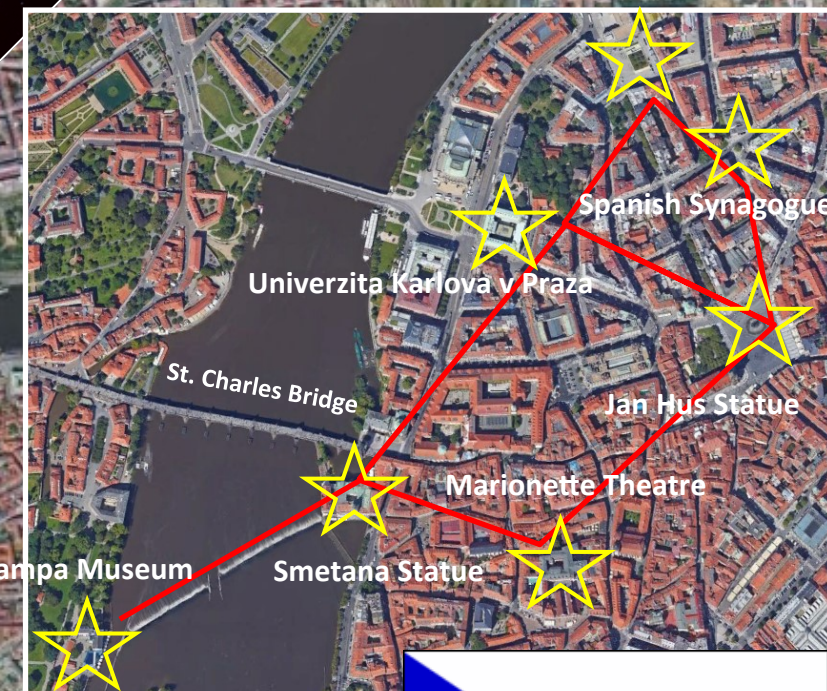 Spanish Synagogue
Univerzita Karlova v Praza
St. Charles Bridge
Jan Hus Statue
Marionette Theatre
ampa Museum
Smetana Statue